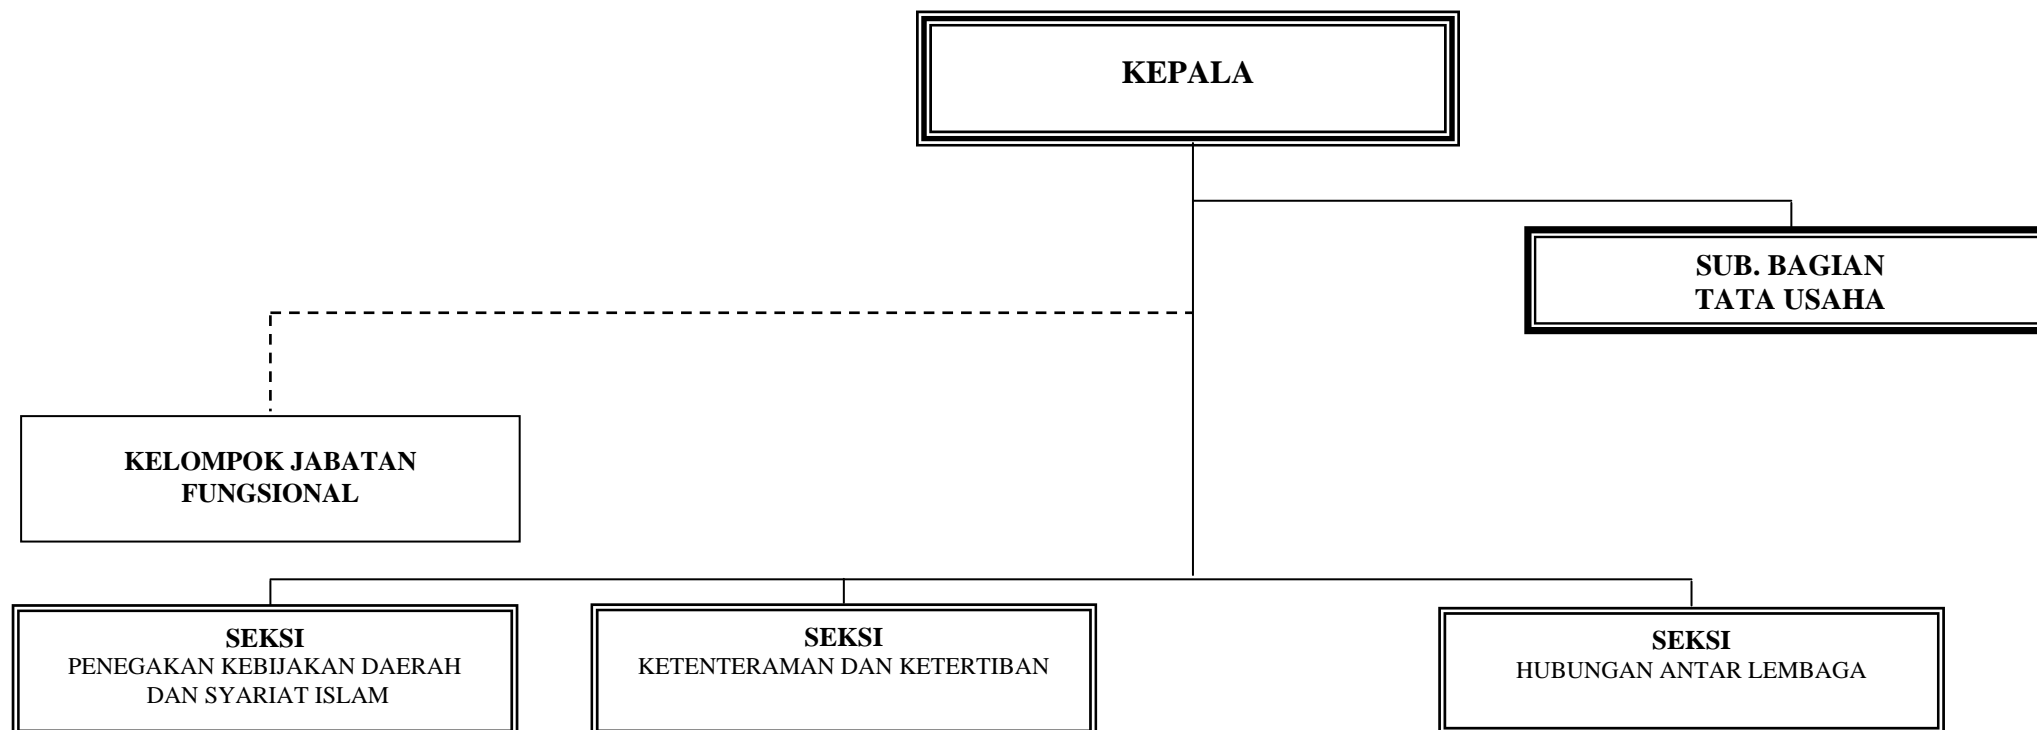 KEPALA
SUB. BAGIAN
TATA USAHA
KELOMPOK JABATAN
FUNGSIONAL
SEKSI
PENEGAKAN KEBIJAKAN DAERAH
DAN SYARIAT ISLAM
SEKSI
KETENTERAMAN DAN KETERTIBAN
SEKSI
HUBUNGAN ANTAR LEMBAGA